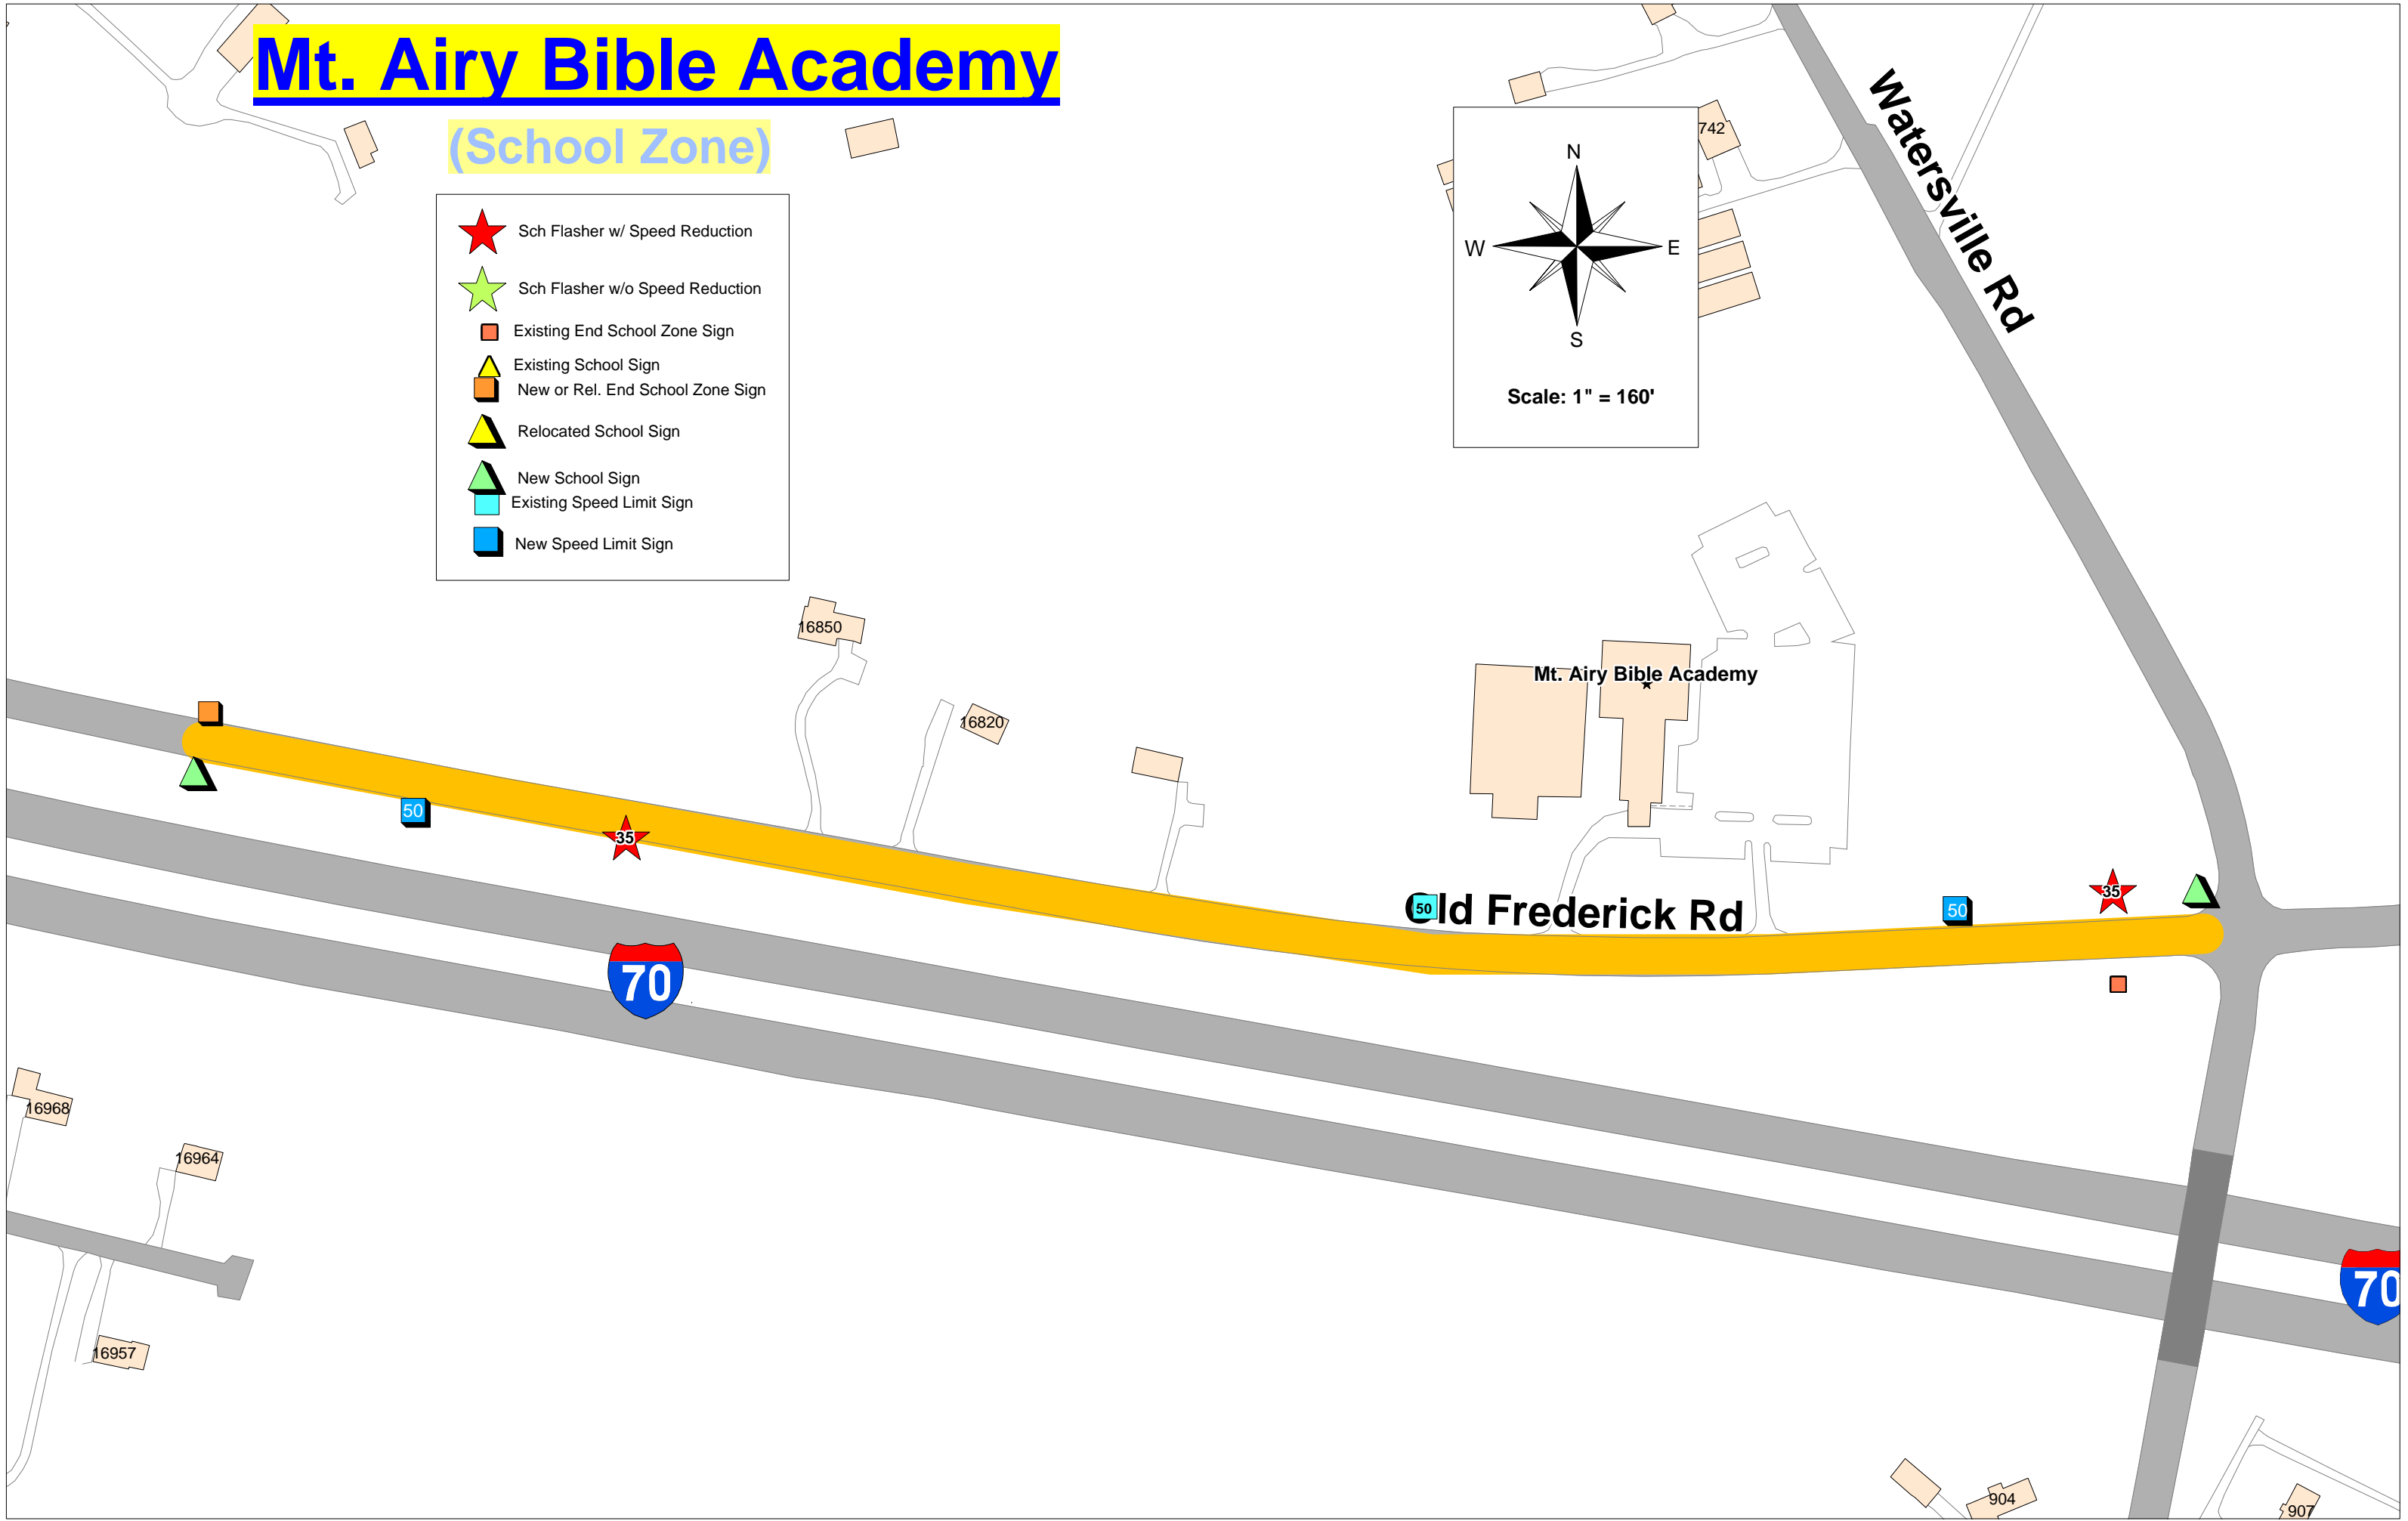 Mt. Airy Bible Academy
(School Zone)
Sch Flasher w/ Speed Reduction
Sch Flasher w/o Speed Reduction
Existing End School Zone Sign
Existing School Sign
New or Rel. End School Zone Sign
Relocated School Sign
New School Sign
Existing Speed Limit Sign
New Speed Limit Sign
N
W E
S
Scale: 1" = 160'
742
Watersville Rd
16850
Mt. Airy Bible Academy
16820
50
35
50
Old Frederick Rd
50
35
70
16968
16964
70
16957
904
907